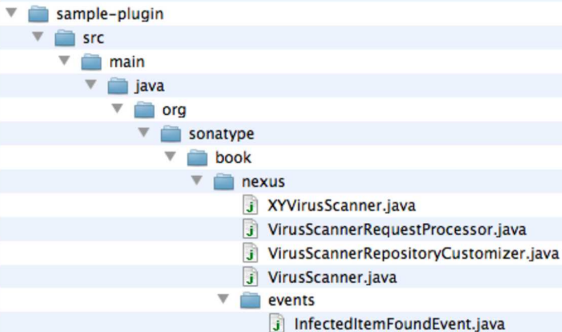 sample-plugin
src
main
java
org
sonatype
book
nexus
XYVirusScanner.java
VirusScannerRequestProcessor.java
VirusScannerRepositoryCustomizer.java
VirusScanner.java
events
InfectedItemFoundEvent.java